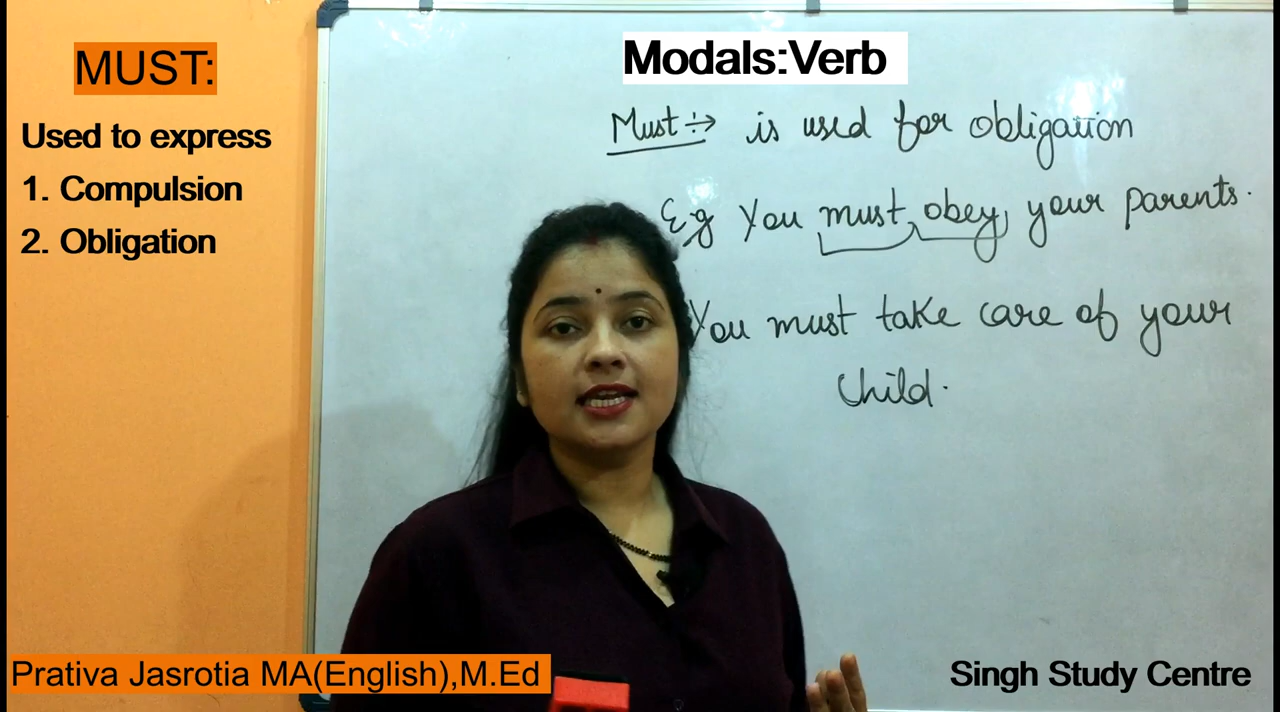 MUST:
Used to express
1. Compulsion
2. Obligation
Modals:Verb
Must :→ is used for obligation
E.g You must obey your parents.
You must take care of your
child.
Prativa Jasrotia MA(English),M.Ed
Singh Study Centre